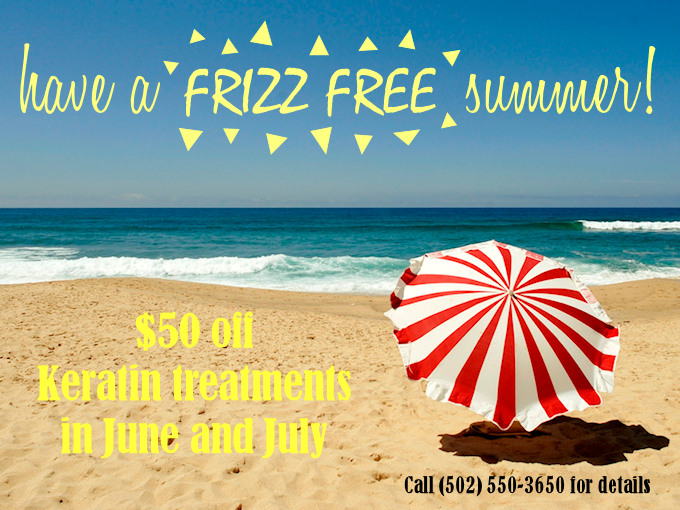 have a FRIZZ FREE summer!
$50 off
Keratin treatments
in June and July
Call (502) 550-3650 for details